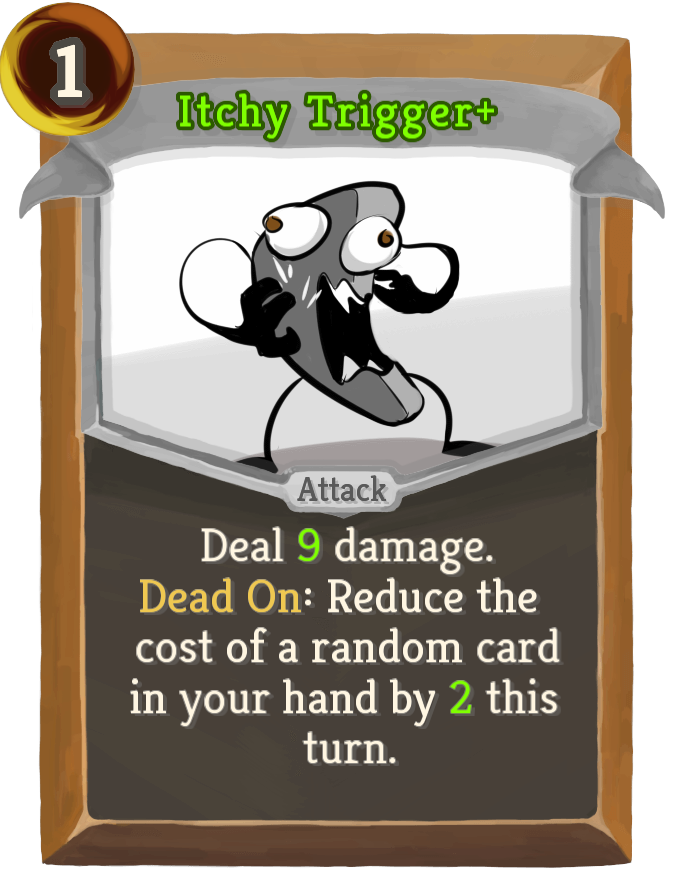 1
Itchy Trigger+
Attack
Deal 9 damage.
Dead On: Reduce the
cost of a random card
in your hand by 2 this
turn.